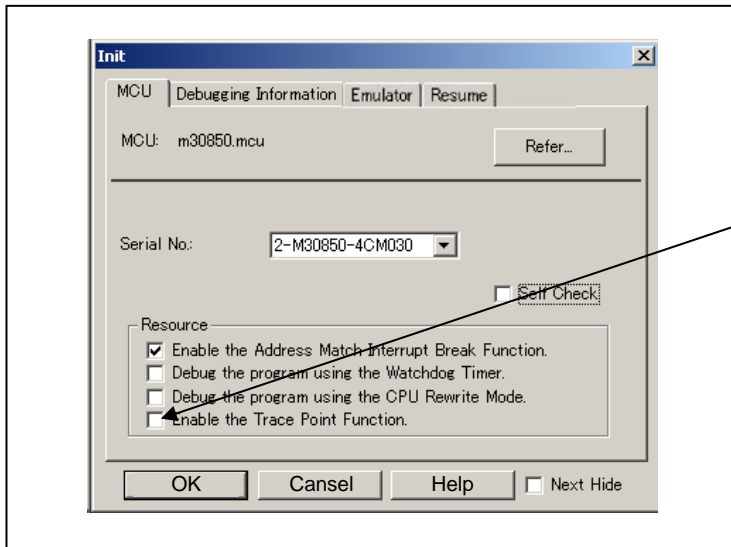 Init
MCU Debugging Information Emulator Resume
MCU: m30850.mcu Refer...
Serial No.: 2-M30850-4CM030
Self Check
Resource
Enable the Address Match Interrupt Break Function.
Debug the program using the Watchdog Timer.
Debug the program using the CPU Rewrite Mode.
Enable the Trace Point Function.
OK Cansel Help Next Hide